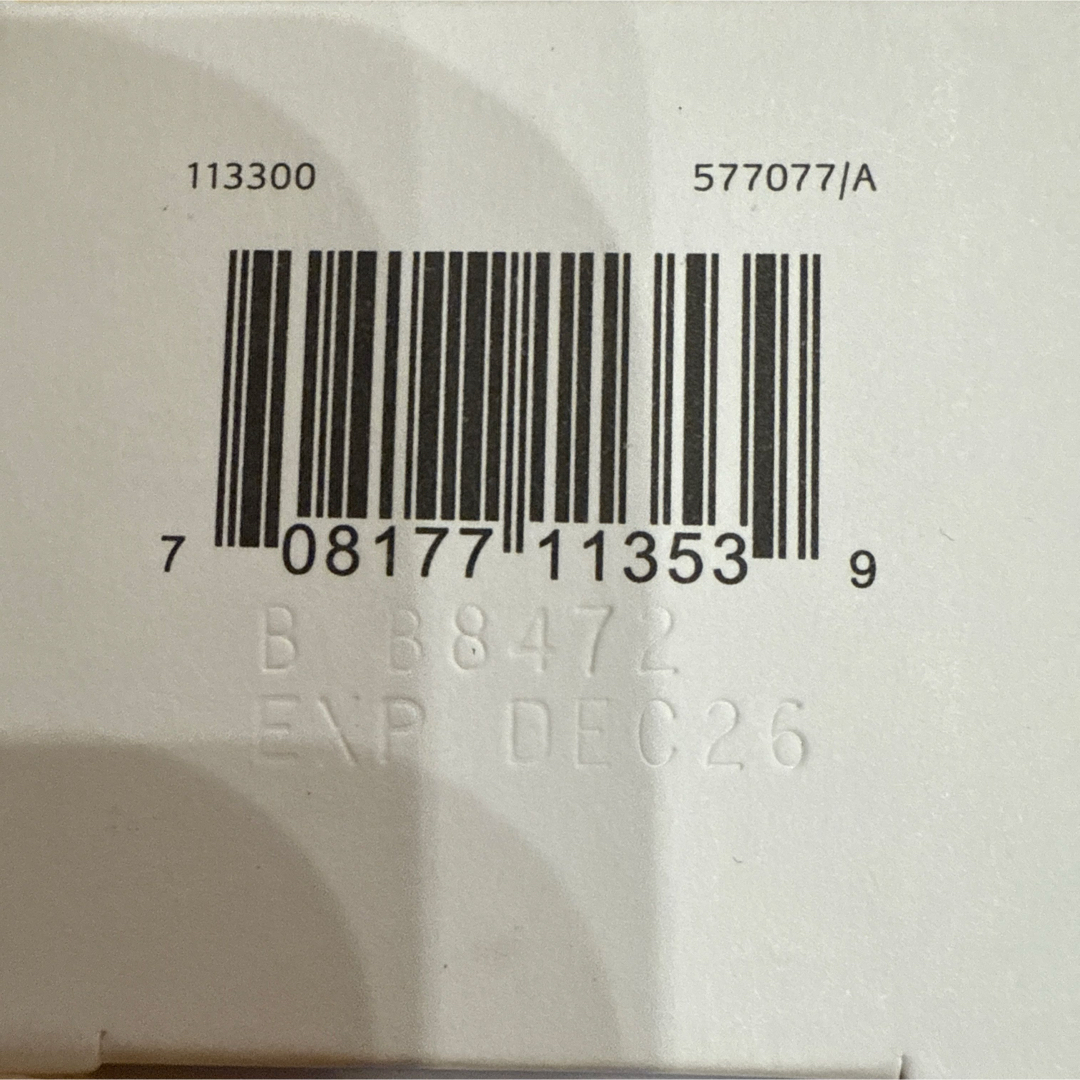 113300 577077/A
7 08177 11353 9
B B8472
EXP DEC26